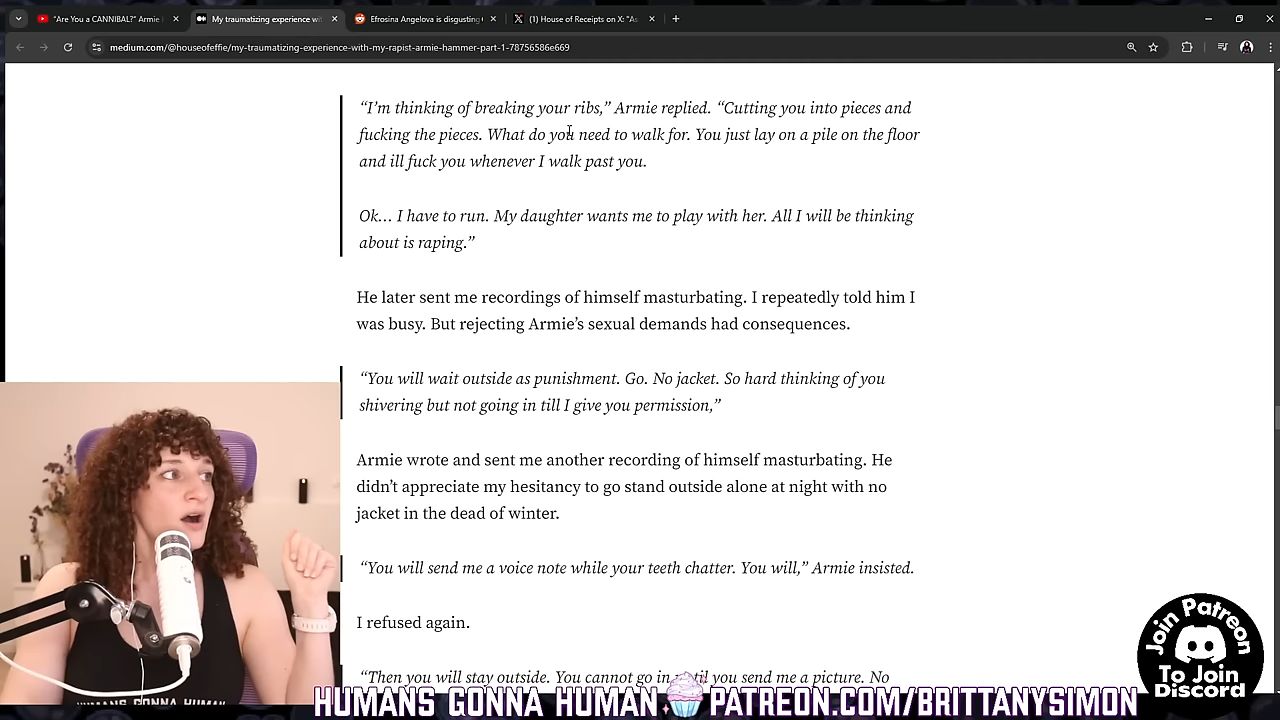 "Are You a CANNIBAL?" Armie
My traumatizing experience wi
Efrosina Angelova is disgusting
(1) House of Receipts on X: "As
medium.com/@houseofeffie/my-traumatizing-experience-with-my-rapist-armie-hammer-part-1-78756586e669
“I’m thinking of breaking your ribs,” Armie replied. “Cutting you into pieces and
fucking the pieces. What do you need to walk for. You just lay on a pile on the floor
and ill fuck you whenever I walk past you.
Ok… I have to run. My daughter wants me to play with her. All I will be thinking
about is raping.”
He later sent me recordings of himself masturbating. I repeatedly told him I
was busy. But rejecting Armie’s sexual demands had consequences.
“You will wait outside as punishment. Go. No jacket. So hard thinking of you
shivering but not going in till I give you permission,”
Armie wrote and sent me another recording of himself masturbating. He
didn’t appreciate my hesitancy to go stand outside alone at night with no
jacket in the dead of winter.
“You will send me a voice note while your teeth chatter. You will,” Armie insisted.
I refused again.
“Then you will stay outside. You cannot go in until you send me a picture. No
Join Patreon
To Join
Discord
HUMANS GONNA HUMAN
HUMANS GONNA HUMAN PATREON.COM/BRITTANYSIMON